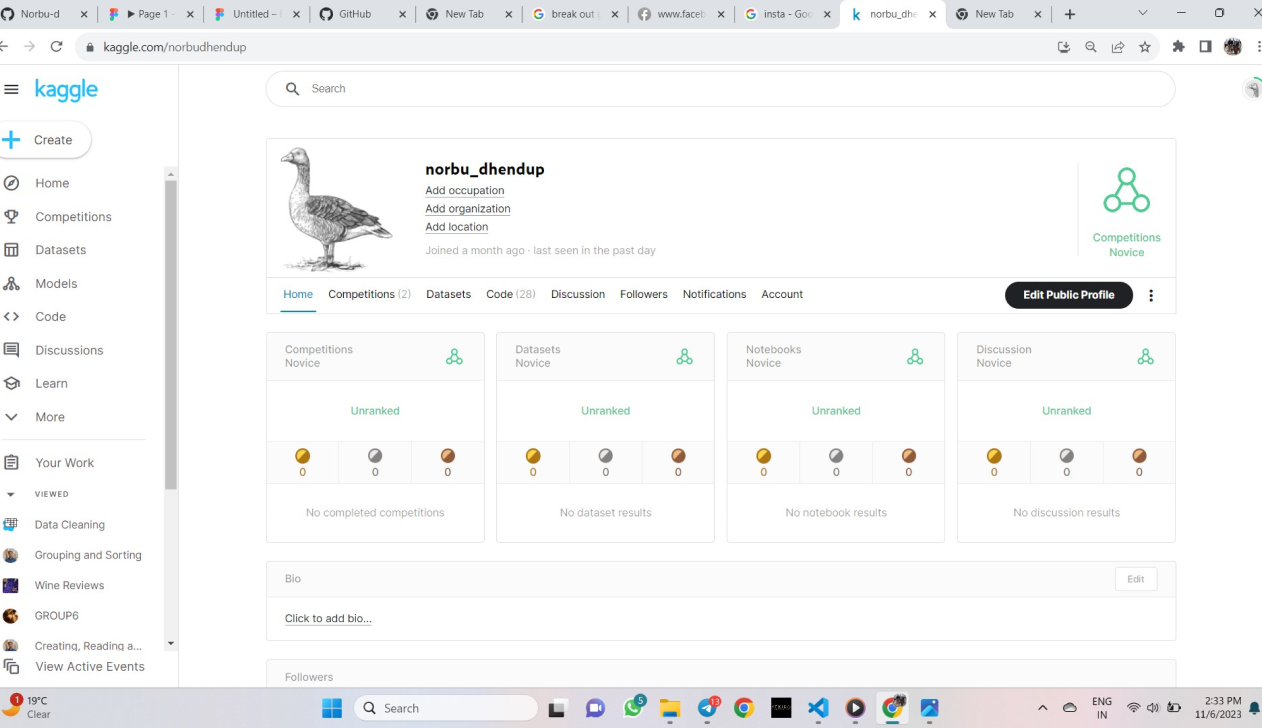 Norbu-d
▶ Page 1 -
Untitled –
GitHub
New Tab
break out
www.faceb
insta - Goo
norbu_dhe
New Tab
kaggle.com/norbudhendup
kaggle
Search
Create
Home
Competitions
Datasets
Models
Code
Discussions
Learn
More
Your Work
VIEWED
Data Cleaning
Grouping and Sorting
Wine Reviews
GROUP6
Creating, Reading a...
View Active Events
norbu_dhendup
Add occupation
Add organization
Add location
Joined a month ago · last seen in the past day
Competitions
Novice
Home Competitions (2) Datasets Code (28) Discussion Followers Notifications Account
Edit Public Profile
Competitions
Novice
Unranked
0 0 0
No completed competitions
Datasets
Novice
Unranked
0 0 0
No dataset results
Notebooks
Novice
Unranked
0 0 0
No notebook results
Discussion
Novice
Unranked
0 0 0
No discussion results
Bio
Edit
Click to add bio...
Followers
1
19°C
Clear
Search
5
13
ENG
IN
2:33 PM
11/6/2023